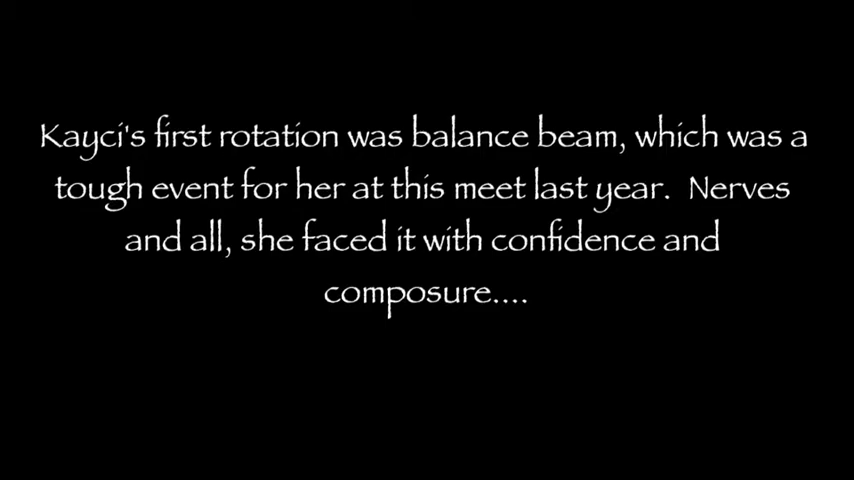 Kayci's first rotation was balance beam, which was a
tough event for her at this meet last year.  Nerves
and all, she faced it with confidence and
composure....